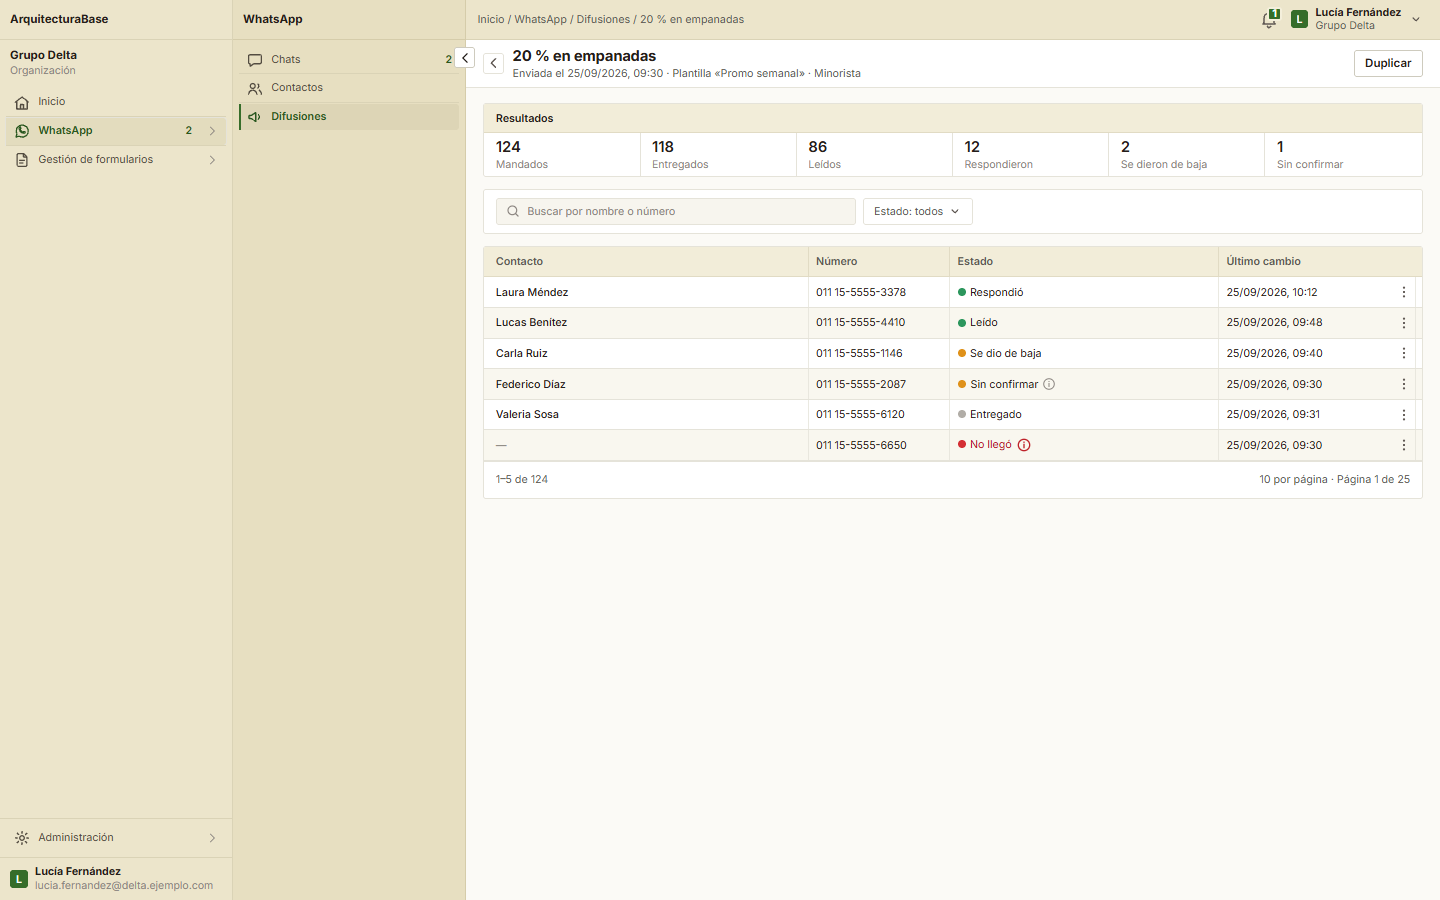 ArquitecturaBase
Grupo Delta
Organización
Inicio
WhatsApp 2
Gestión de formularios
Administración
L Lucía Fernández
lucia.fernandez@delta.ejemplo.com
WhatsApp
Chats 2
Contactos
Difusiones
Inicio / WhatsApp / Difusiones / 20 % en empanadas
1
L Lucía Fernández
Grupo Delta
20 % en empanadas
Enviada el 25/09/2026, 09:30 · Plantilla «Promo semanal» · Minorista
Duplicar
Resultados
124 118 86 12 2 1
Mandados Entregados Leídos Respondieron Se dieron de baja Sin confirmar
Buscar por nombre o número
Estado: todos
Contacto Número Estado Último cambio
Laura Méndez 011 15-5555-3378 Respondió 25/09/2026, 10:12
Lucas Benítez 011 15-5555-4410 Leído 25/09/2026, 09:48
Carla Ruiz 011 15-5555-1146 Se dio de baja 25/09/2026, 09:40
Federico Díaz 011 15-5555-2087 Sin confirmar 25/09/2026, 09:30
Valeria Sosa 011 15-5555-6120 Entregado 25/09/2026, 09:31
— 011 15-5555-6650 No llegó 25/09/2026, 09:30
1–5 de 124
10 por página · Página 1 de 25